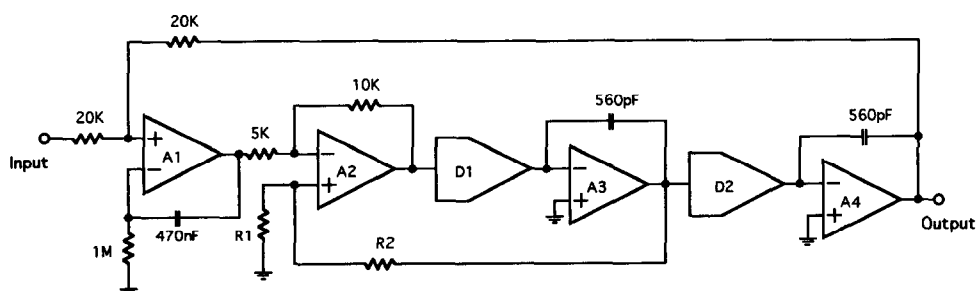 20K
20K
Input
+
A1
−
470nF
1M
5K
10K
−
A2
+
R1
R2
D1
560pF
−
A3
+
D2
560pF
−
A4
+
Output